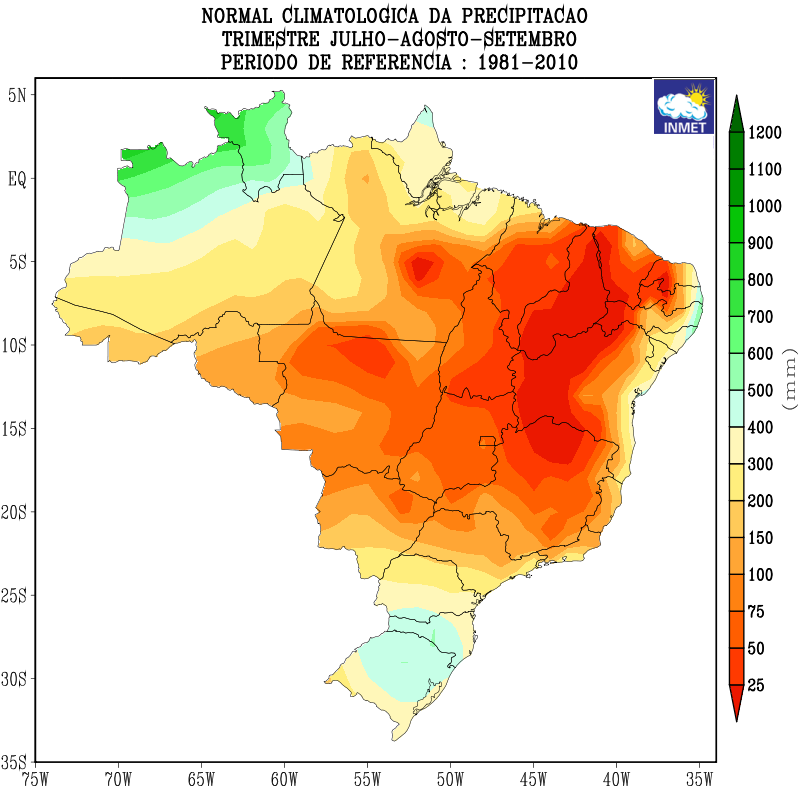 NORMAL CLIMATOLOGICA DA PRECIPITACAO
TRIMESTRE JULHO-AGOSTO-SETEMBRO
PERIODO DE REFERENCIA : 1981-2010
INMET
5N
EQ
5S
10S
15S
20S
25S
30S
35S
75W 70W 65W 60W 55W 50W 45W 40W 35W
1200
1100
1000
900
800
700
600
500
400
300
200
150
100
75
50
25
(mm)